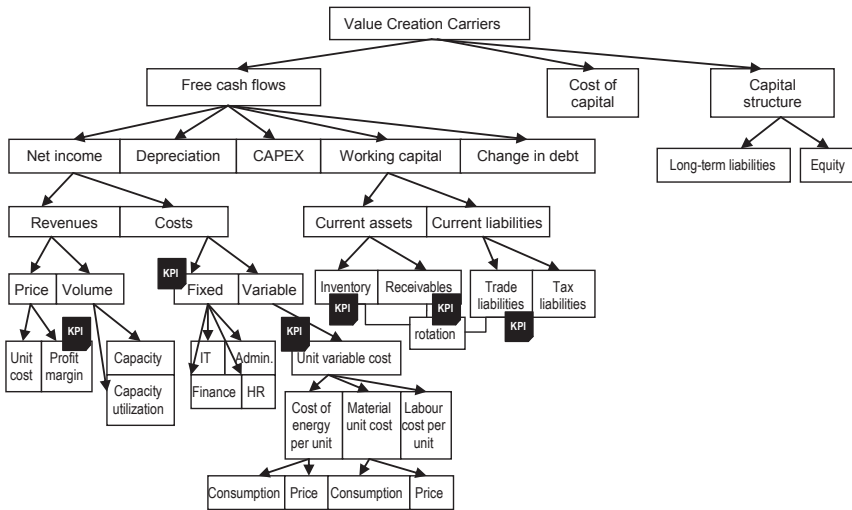 Value Creation Carriers
Free cash flows
Cost of
capital
Capital
structure
Net income
Depreciation
CAPEX
Working capital
Change in debt
Long-term liabilities
Equity
Revenues
Costs
Current assets
Current liabilities
KPI
Price
Volume
Fixed
Variable
Inventory
Receivables
Trade
liabilities
Tax
liabilities
KPI
KPI
KPI
KPI
KPI
rotation
Unit
cost
Profit
margin
Capacity
IT
Admin.
Unit variable cost
Capacity
utilization
Finance
HR
Cost of
energy
per unit
Material
unit cost
Labour
cost per
unit
Consumption
Price
Consumption
Price